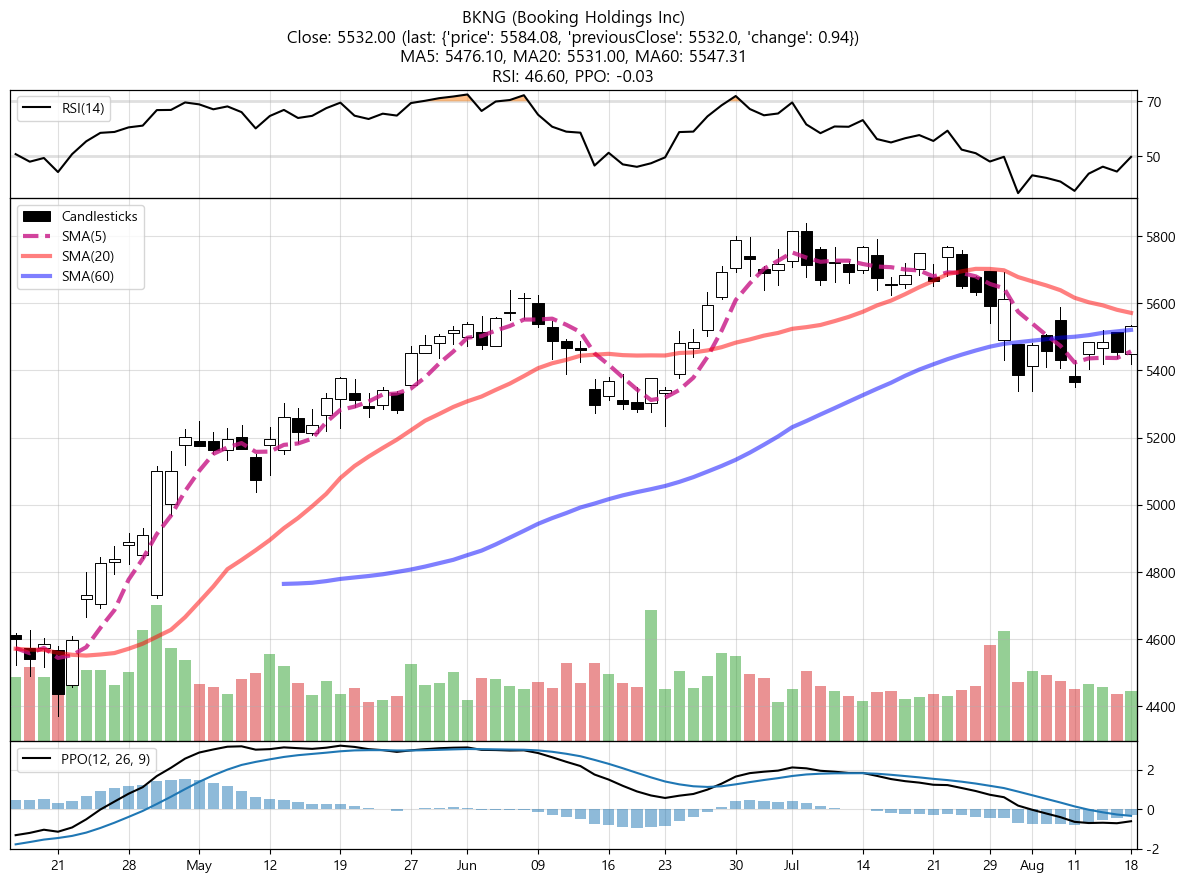 BKNG (Booking Holdings Inc)
Close: 5532.00 (last: {'price': 5584.08, 'previousClose': 5532.0, 'change': 0.94})
MA5: 5476.10, MA20: 5531.00, MA60: 5547.31
RSI: 46.60, PPO: -0.03
RSI(14)
70
50
Candlesticks
SMA(5)
SMA(20)
SMA(60)
5800
5600
5400
5200
5000
4800
4600
4400
PPO(12, 26, 9)
2
0
-2
21 28 May 12 19 27 Jun 09 16 23 30 Jul 14 21 29 Aug 11 18